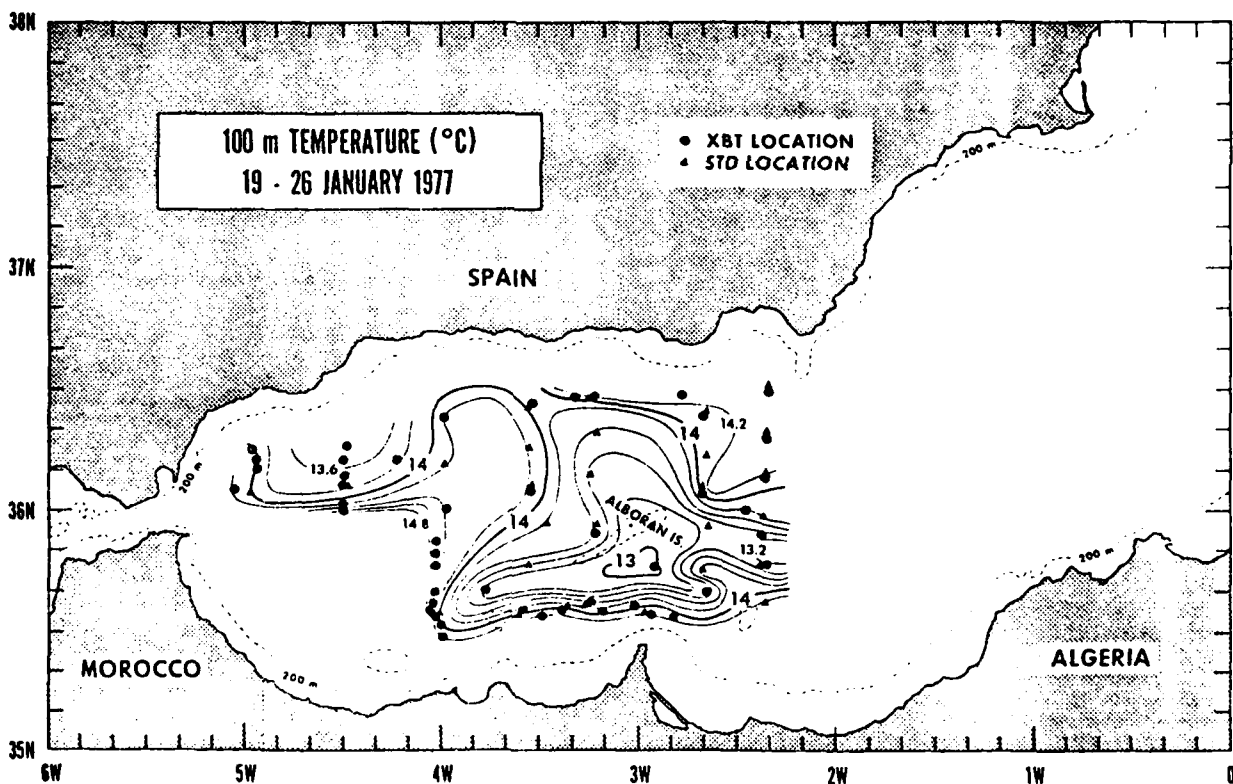 38N
100 m TEMPERATURE (°C)
19 - 26 JANUARY 1977
● XBT LOCATION
▲ STD LOCATION
200 m
37N
SPAIN
14.2
14
13.6
14
200 m
36N
14.8
14
ALBORAN IS.
13
13.2
200 m
14
MOROCCO
ALGERIA
200 m
35N
6W
5W
4W
3W
2W
1W
0